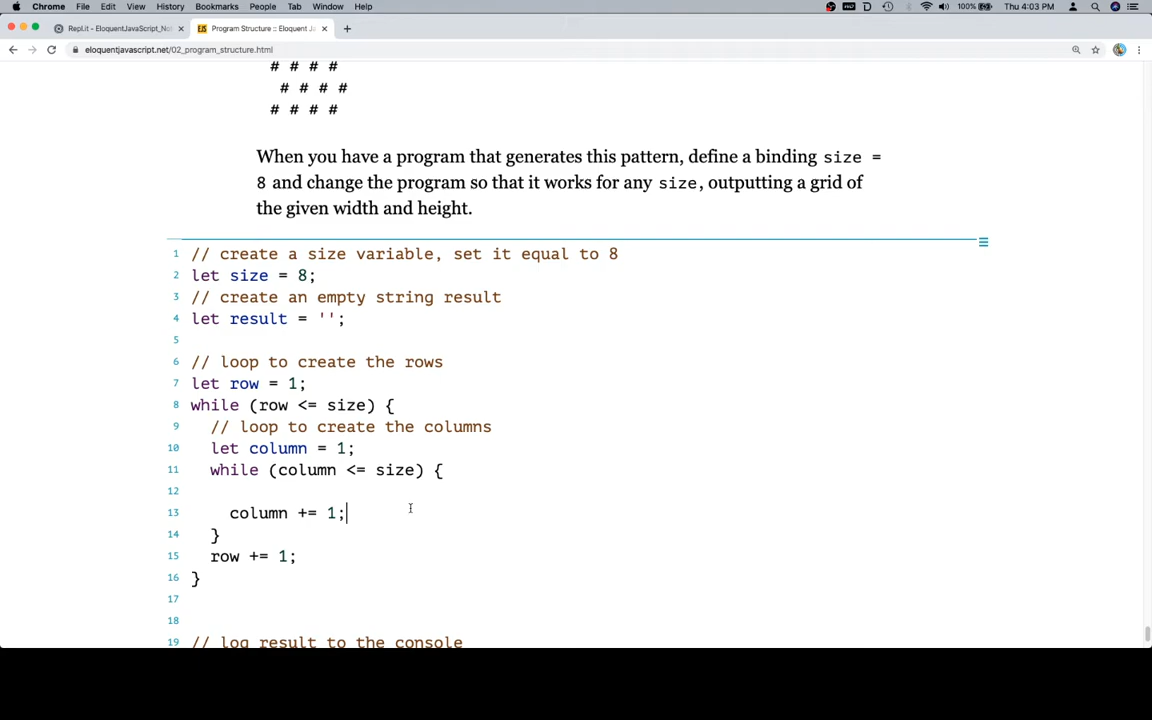 Chrome File Edit View History Bookmarks People Tab Window Help 100% Thu 4:03 PM
Repl.it - EloquentJavaScript_No × Program Structure :: Eloquent Ja × +
eloquentjavascript.net/02_program_structure.html
# # # #
# # # #
# # # #
When you have a program that generates this pattern, define a binding size =
8 and change the program so that it works for any size, outputting a grid of
the given width and height.
1 // create a size variable, set it equal to 8
2 let size = 8;
3 // create an empty string result
4 let result = '';
5
6 // loop to create the rows
7 let row = 1;
8 while (row <= size) {
9 // loop to create the columns
10 let column = 1;
11 while (column <= size) {
12
13 column += 1;
14 }
15 row += 1;
16 }
17
18
19 // log result to the console